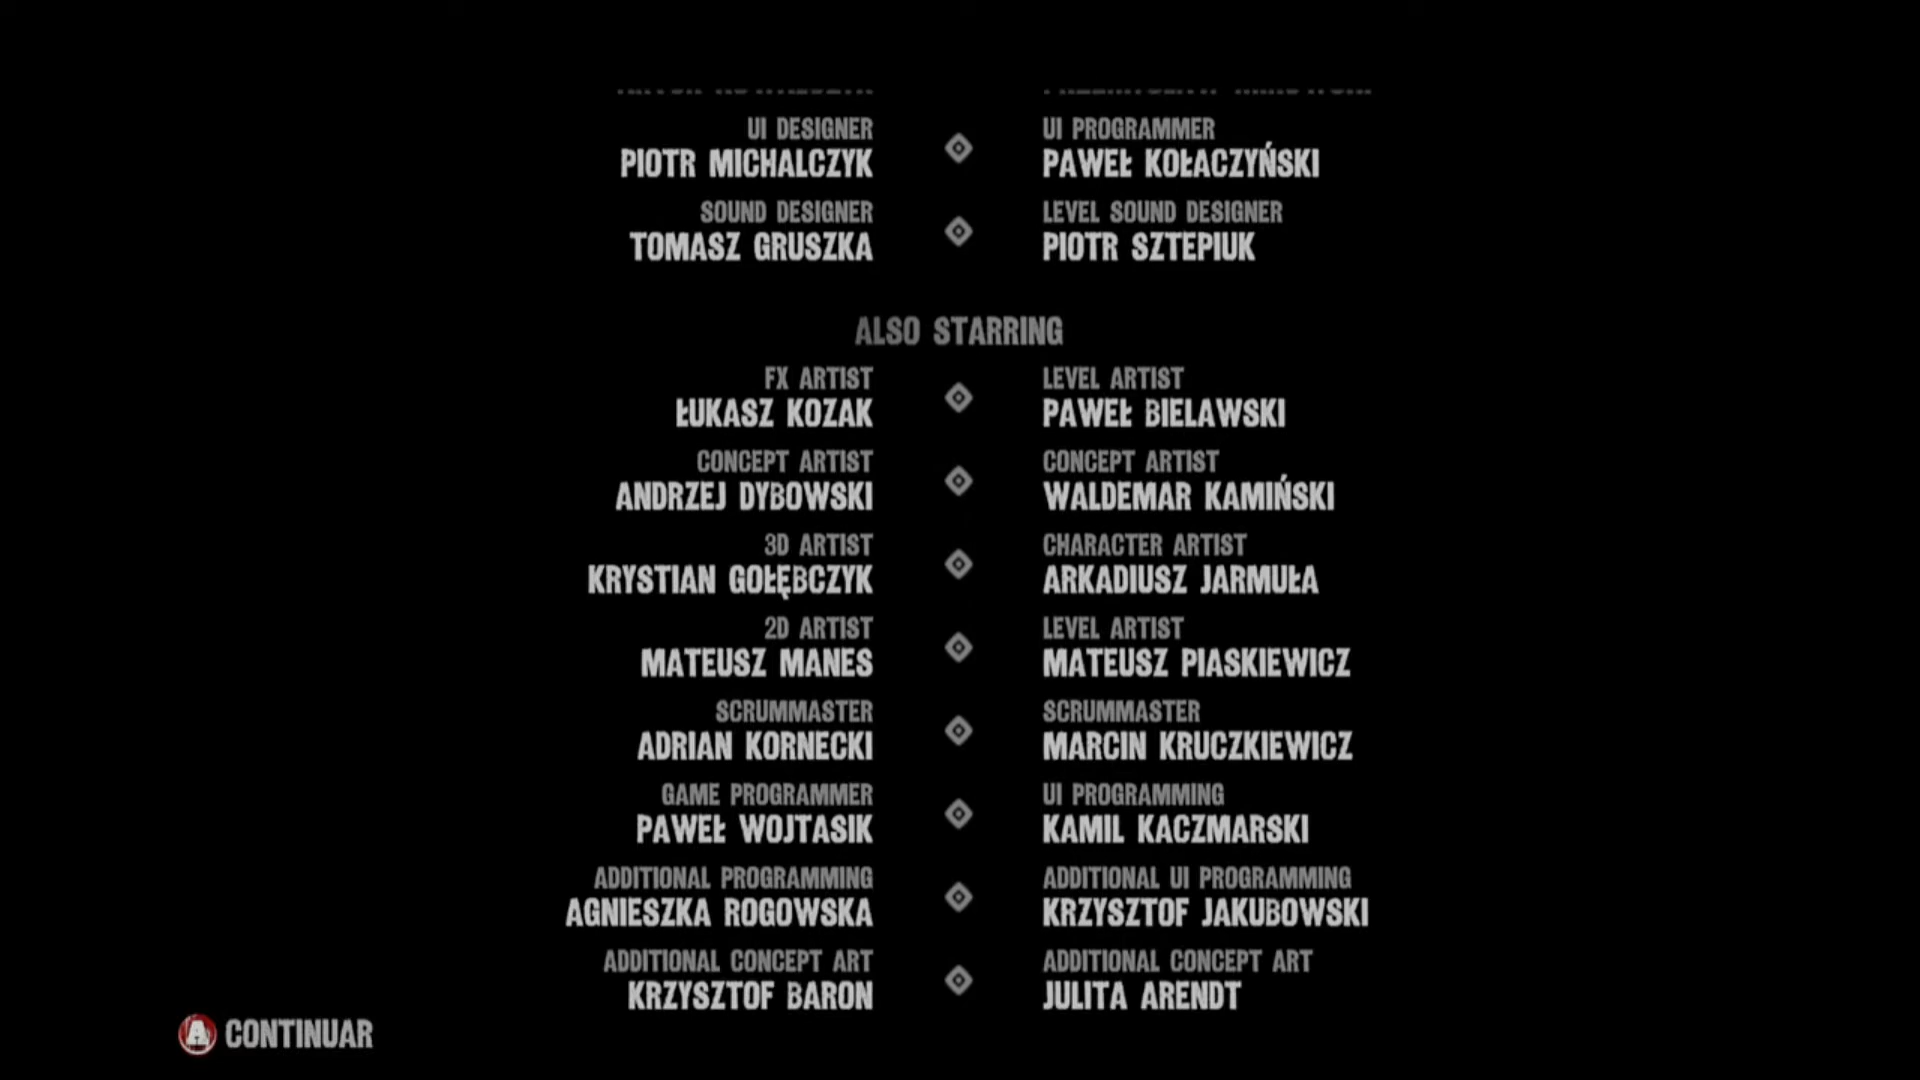 UI DESIGNER
PIOTR MICHALCZYK
UI PROGRAMMER
PAWEŁ KOŁACZYŃSKI
SOUND DESIGNER
TOMASZ GRUSZKA
LEVEL SOUND DESIGNER
PIOTR SZTEPIUK
ALSO STARRING
FX ARTIST
ŁUKASZ KOZAK
LEVEL ARTIST
PAWEŁ BIELAWSKI
CONCEPT ARTIST
ANDRZEJ DYBOWSKI
CONCEPT ARTIST
WALDEMAR KAMIŃSKI
3D ARTIST
KRYSTIAN GOŁĘBCZYK
CHARACTER ARTIST
ARKADIUSZ JARMUŁA
2D ARTIST
MATEUSZ MANES
LEVEL ARTIST
MATEUSZ PIASKIEWICZ
SCRUMMASTER
ADRIAN KORNECKI
SCRUMMASTER
MARCIN KRUCZKIEWICZ
GAME PROGRAMMER
PAWEŁ WOJTASIK
UI PROGRAMMING
KAMIL KACZMARSKI
ADDITIONAL PROGRAMMING
AGNIESZKA ROGOWSKA
ADDITIONAL UI PROGRAMMING
KRZYSZTOF JAKUBOWSKI
ADDITIONAL CONCEPT ART
KRZYSZTOF BARON
ADDITIONAL CONCEPT ART
JULITA ARENDT
A CONTINUAR